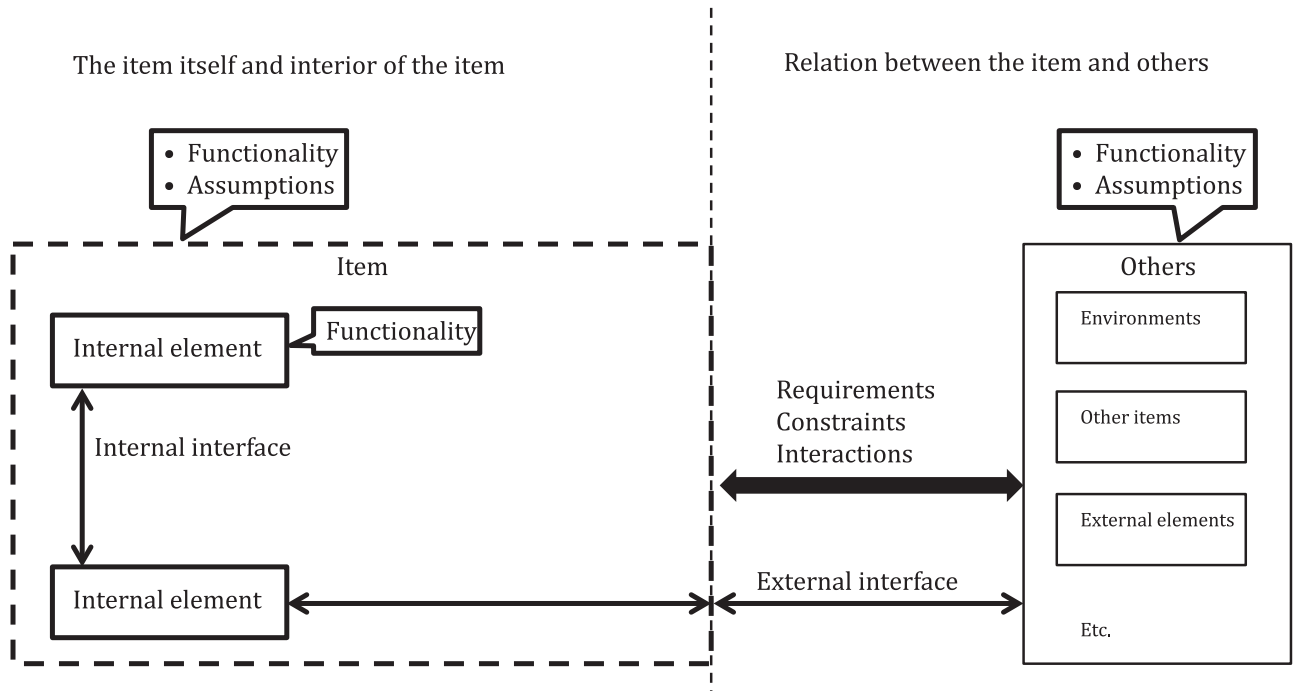 The item itself and interior of the item
Relation between the item and others
• Functionality
• Assumptions
• Functionality
• Assumptions
Item
Others
Internal element
Functionality
Environments
Internal interface
Requirements
Constraints
Interactions
Other items
External elements
Internal element
External interface
Etc.